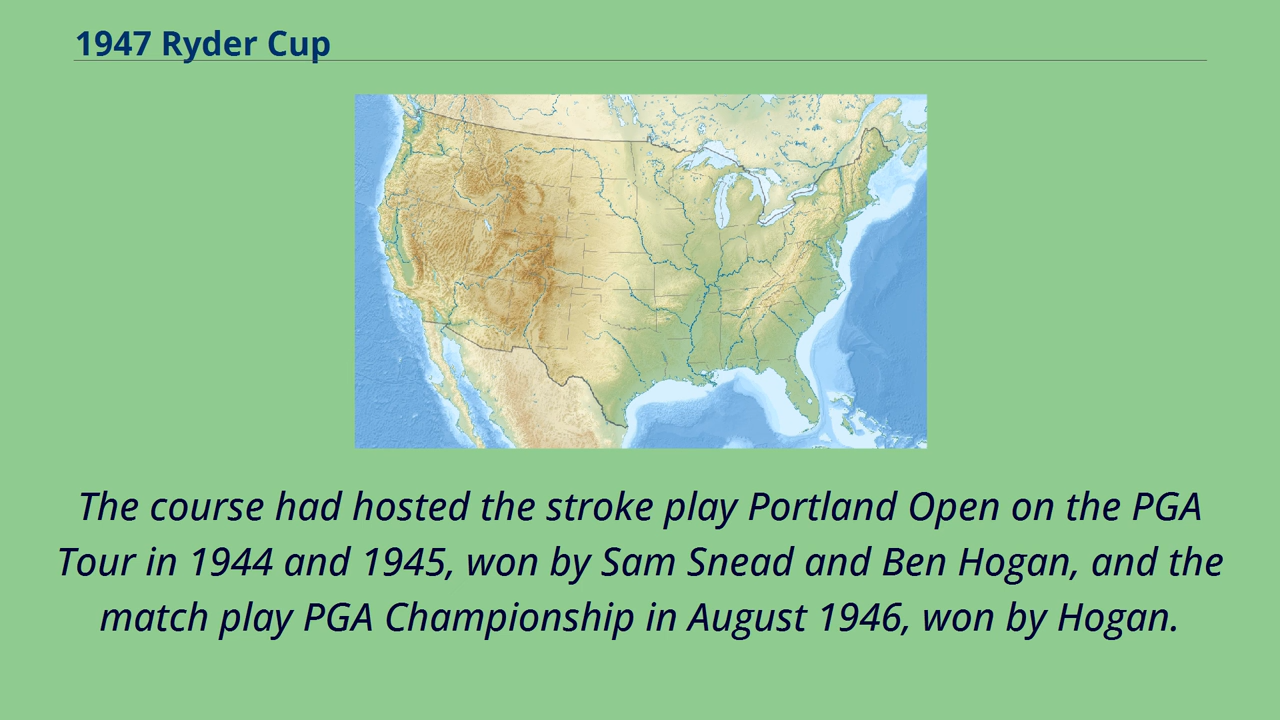 1947 Ryder Cup
The course had hosted the stroke play Portland Open on the PGA
Tour in 1944 and 1945, won by Sam Snead and Ben Hogan, and the
match play PGA Championship in August 1946, won by Hogan.